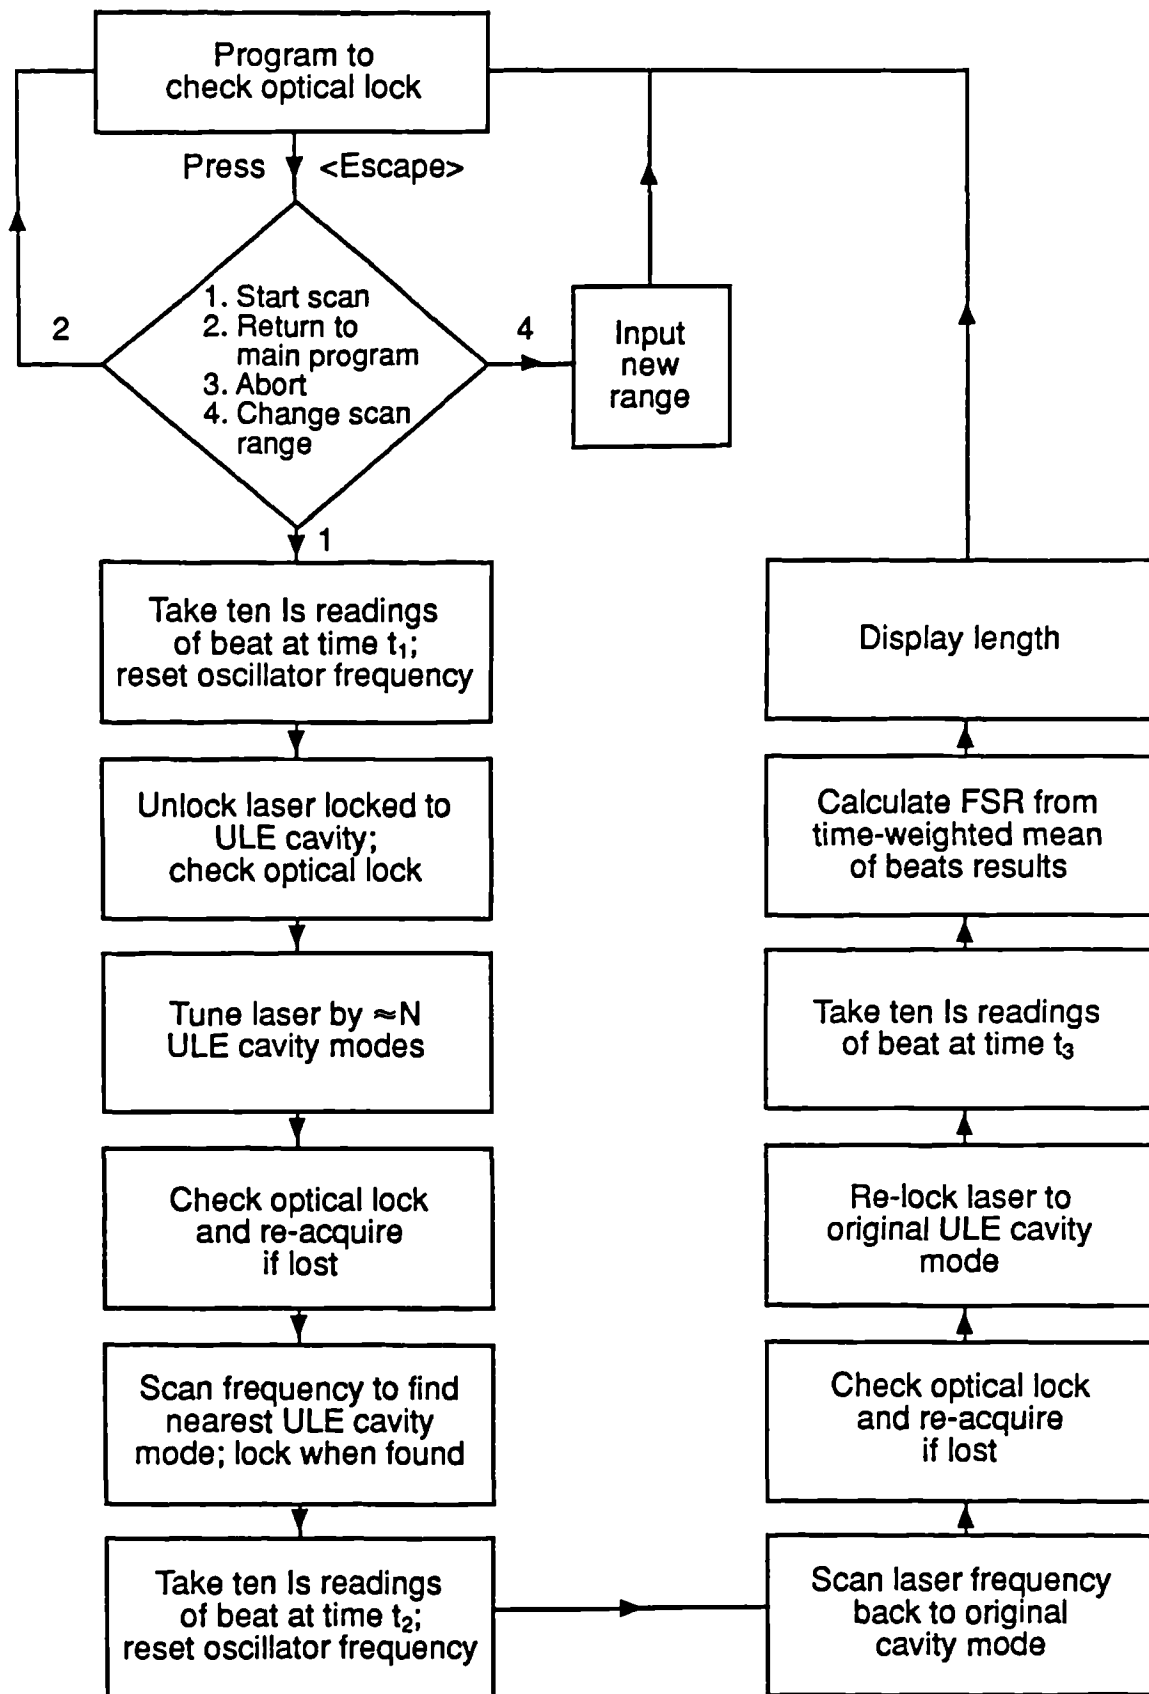 Program to
check optical lock
Press <Escape>
1. Start scan
2. Return to
main program
3. Abort
4. Change scan
range
2
4
Input
new
range
1
Take ten Is readings
of beat at time t₁;
reset oscillator frequency
Unlock laser locked to
ULE cavity;
check optical lock
Tune laser by ≈N
ULE cavity modes
Check optical lock
and re-acquire
if lost
Scan frequency to find
nearest ULE cavity
mode; lock when found
Take ten Is readings
of beat at time t₂;
reset oscillator frequency
Scan laser frequency
back to original
cavity mode
Check optical lock
and re-acquire
if lost
Re-lock laser to
original ULE cavity
mode
Take ten Is readings
of beat at time t₃
Calculate FSR from
time-weighted mean
of beats results
Display length